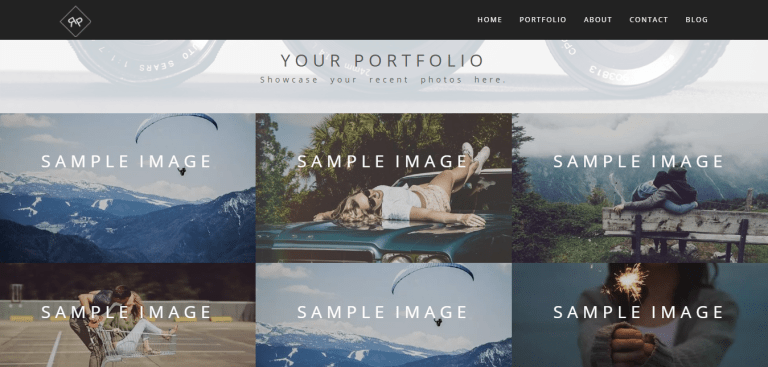 HOME PORTFOLIO ABOUT CONTACT BLOG
YOUR PORTFOLIO
Showcase your recent photos here.
SAMPLE IMAGE SAMPLE IMAGE SAMPLE IMAGE
SAMPLE IMAGE SAMPLE IMAGE SAMPLE IMAGE